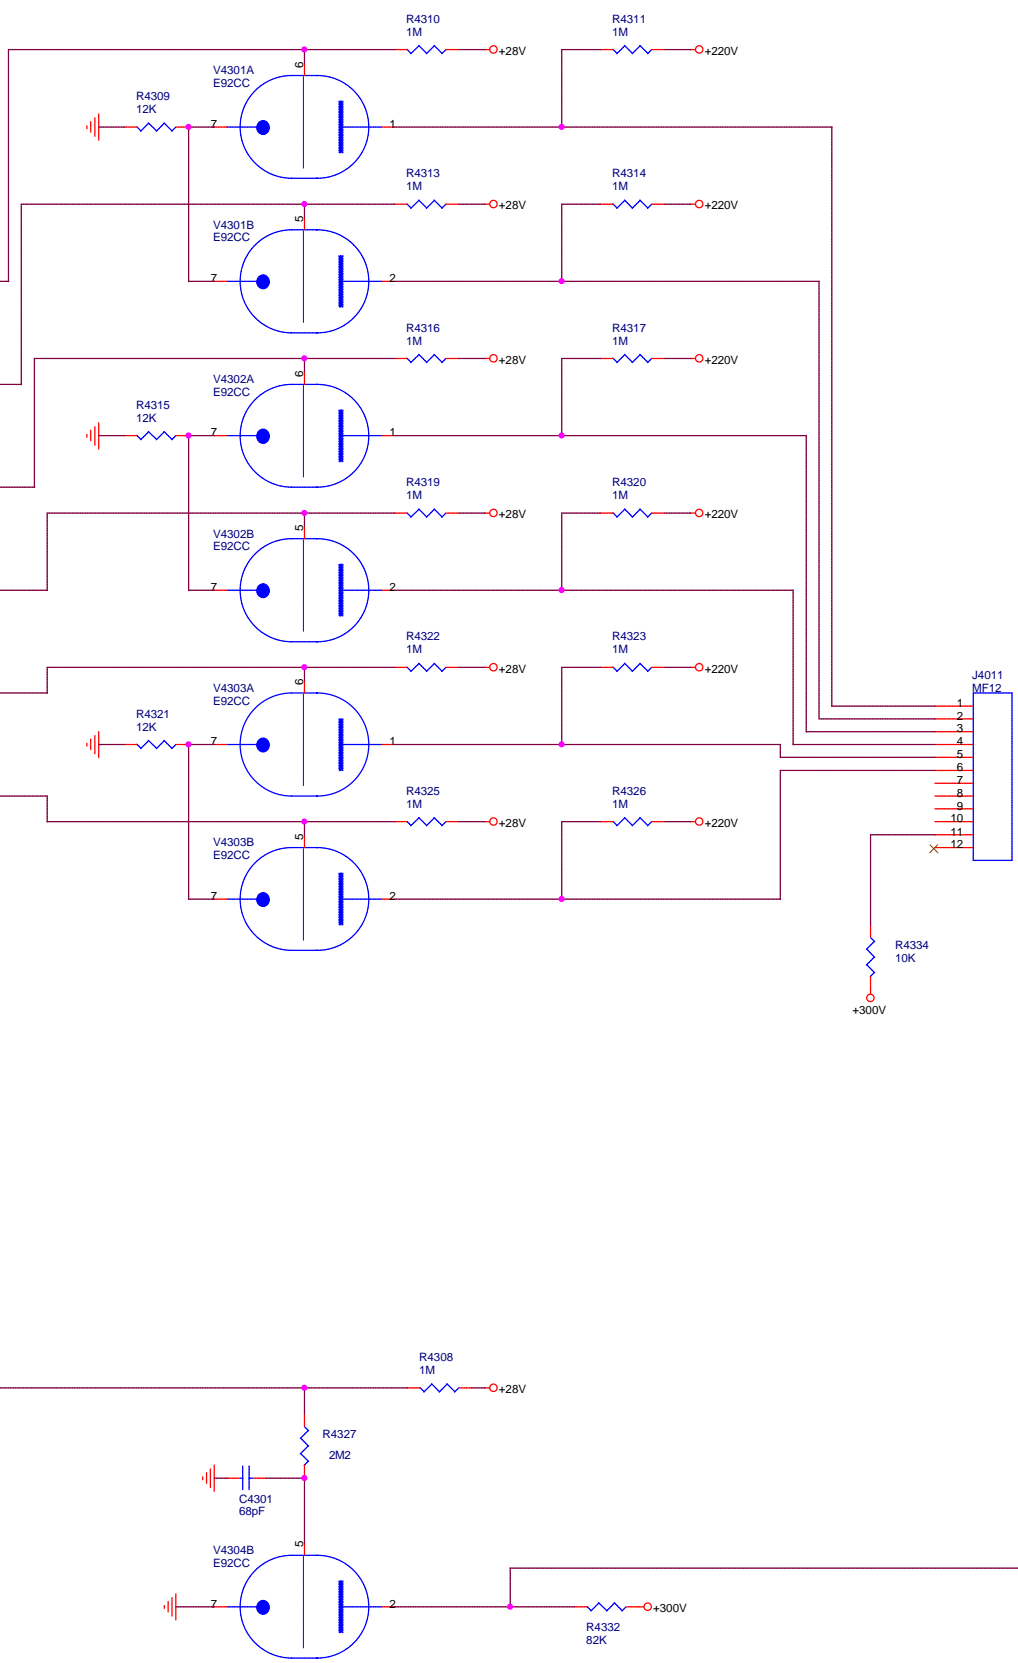 R4310
1M
+28V
R4311
1M
+220V
6
V4301A
E92CC
R4309
12K
7
1
R4313
1M
+28V
R4314
1M
+220V
5
V4301B
E92CC
7
2
R4316
1M
+28V
R4317
1M
+220V
6
V4302A
E92CC
R4315
12K
7
1
R4319
1M
+28V
R4320
1M
+220V
5
V4302B
E92CC
7
2
R4322
1M
+28V
R4323
1M
+220V
6
V4303A
E92CC
R4321
12K
7
1
R4325
1M
+28V
R4326
1M
+220V
5
V4303B
E92CC
7
2
J4011
MF12
1
2
3
4
5
6
7
8
9
10
11
12
R4334
10K
+300V
R4308
1M
+28V
R4327
2M2
C4301
68pF
5
V4304B
E92CC
7
2
+300V
R4332
82K